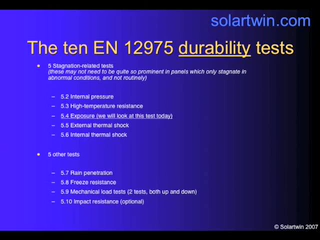 solartwin.com
The ten EN 12975 durability tests
5 Stagnation-related tests
(these may not need to be quite so prominent in panels which only stagnate in
abnormal conditions, and not routinely)
– 5.2 Internal pressure
– 5.3 High-temperature resistance
– 5.4 Exposure (we will look at this test today)
– 5.5 External thermal shock
– 5.6 Internal thermal shock
5 other tests
– 5.7 Rain penetration
– 5.8 Freeze resistance
– 5.9 Mechanical load tests (2 tests, both up and down)
– 5.10 Impact resistance (optional)
© Solartwin 2007